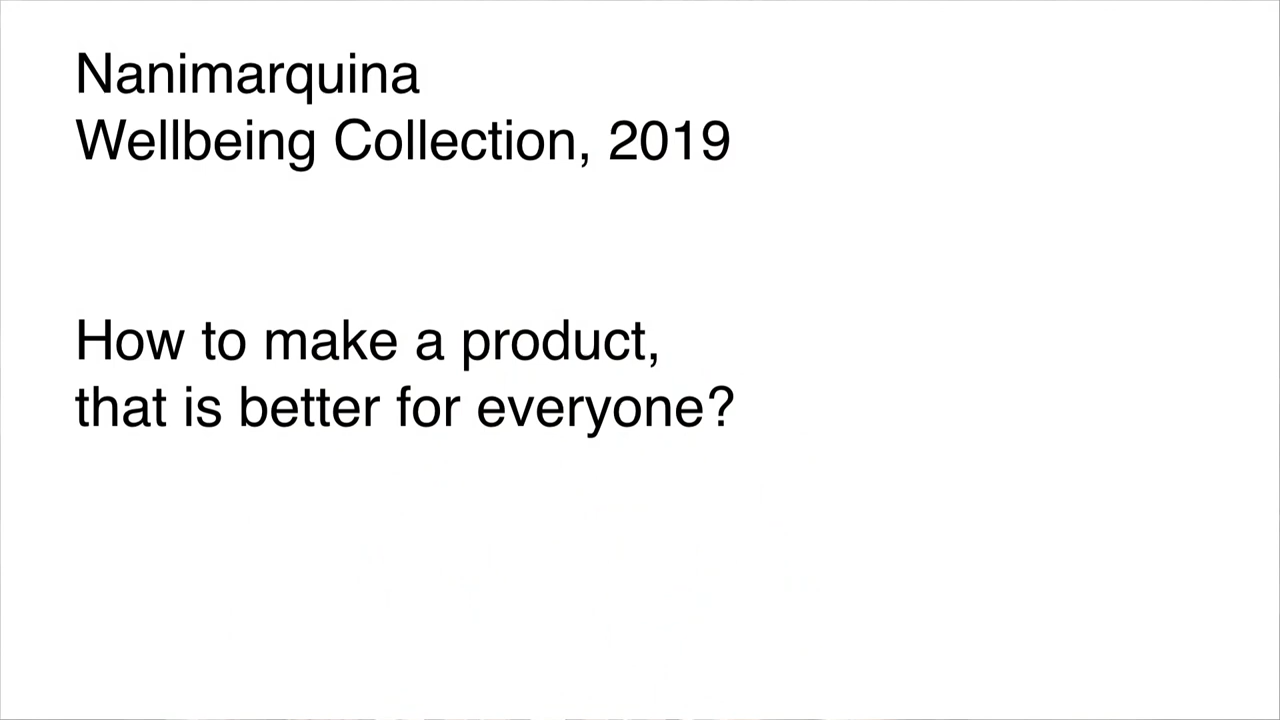 Nanimarquina
Wellbeing Collection, 2019
How to make a product,
that is better for everyone?